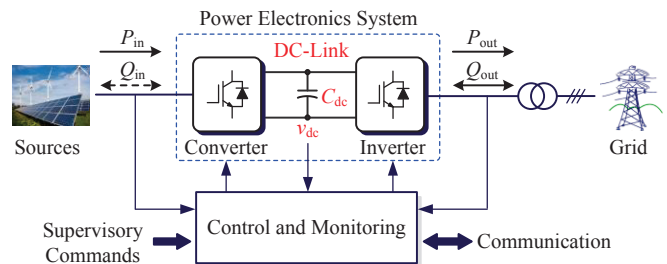 Power Electronics System
P_in
Q_in
DC-Link
C_dc
v_dc
P_out
Q_out
Sources
Converter
Inverter
Grid
Control and Monitoring
Supervisory
Commands
Communication